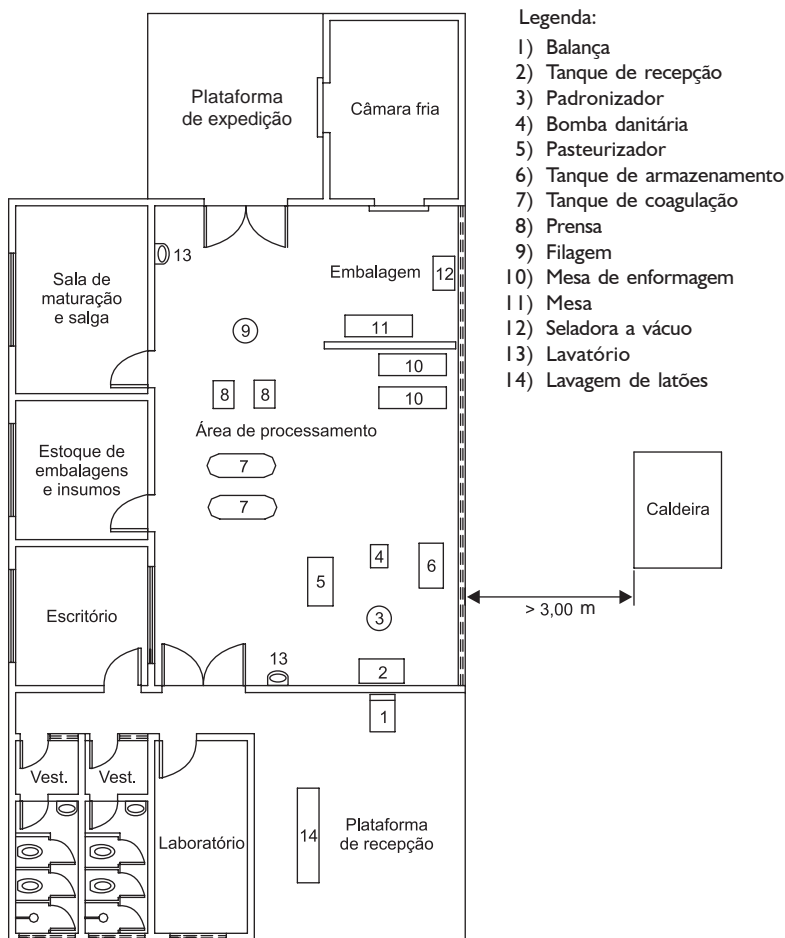 Plataforma
de expedição
Câmara fria
Legenda:
1) Balança
2) Tanque de recepção
3) Padronizador
4) Bomba danitária
5) Pasteurizador
6) Tanque de armazenamento
7) Tanque de coagulação
8) Prensa
9) Filagem
10) Mesa de enformagem
11) Mesa
12) Seladora a vácuo
13) Lavatório
14) Lavagem de latões
13
Embalagem
12
Sala de
maturação
e salga
9
11
10
8
8
10
Área de processamento
Estoque de
embalagens
e insumos
7
7
Caldeira
4
6
5
> 3,00 m
Escritório
3
13
2
1
Vest.
Vest.
Laboratório
14
Plataforma
de recepção